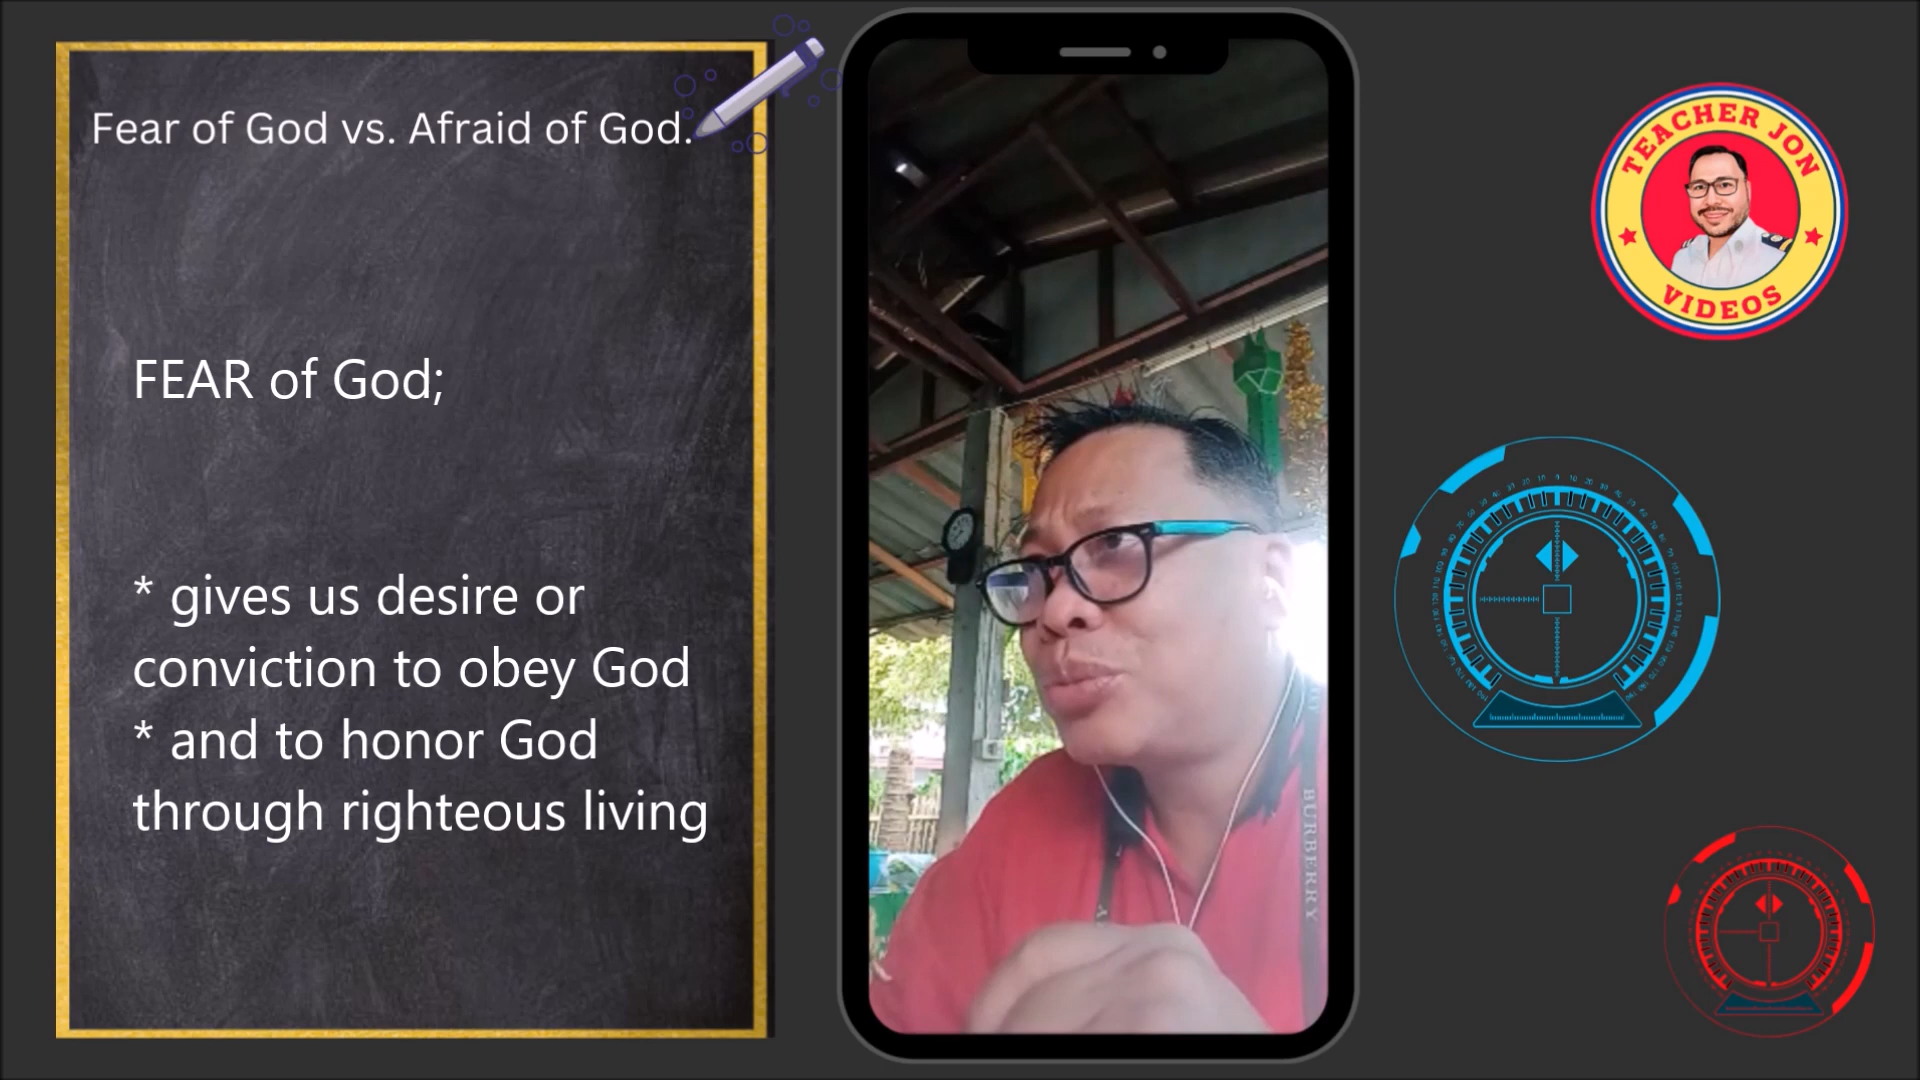 Fear of God vs. Afraid of God.
FEAR of God;
* gives us desire or
conviction to obey God
* and to honor God
through righteous living
BURBERRY
TEACHER JON
VIDEOS